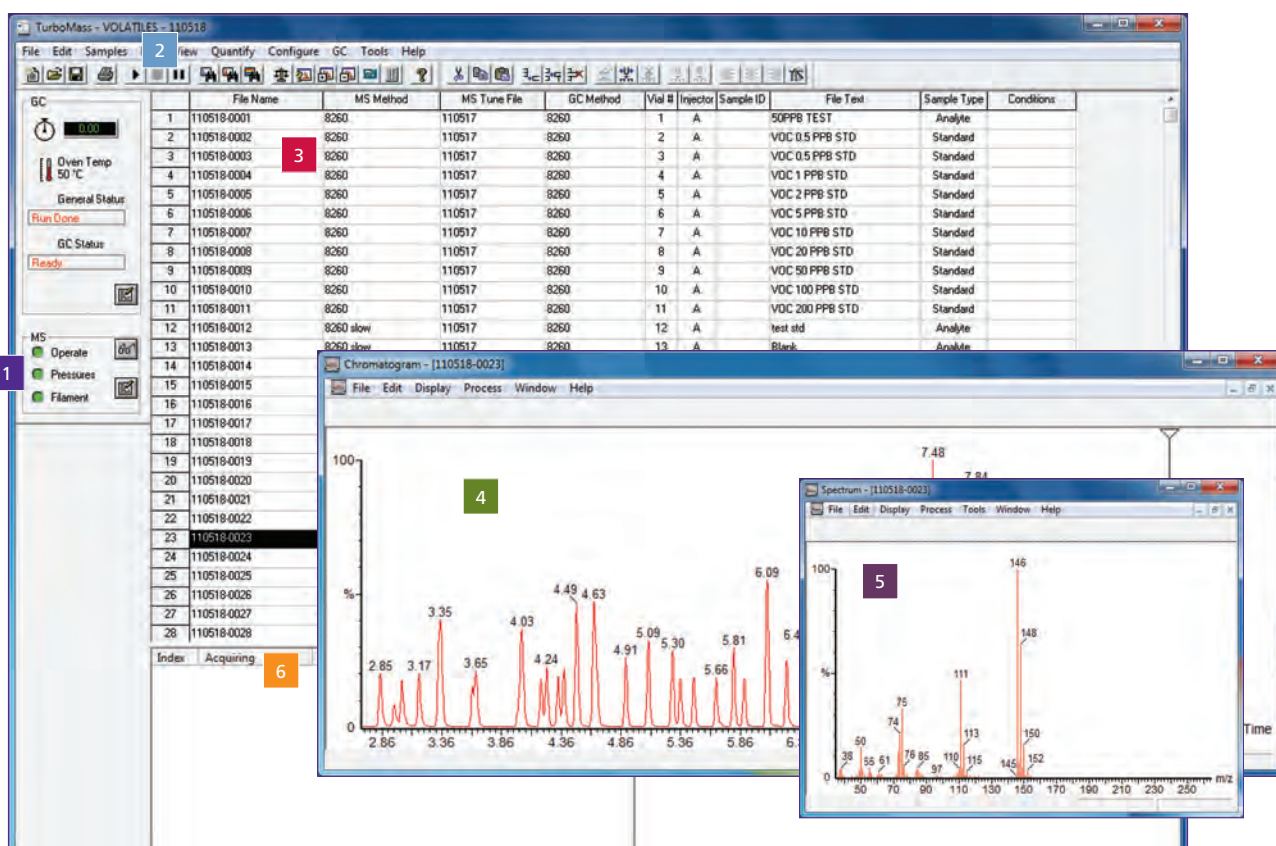 TurboMass - VOLATILES - 110518
File Edit Samples View Quantify Configure GC Tools Help
2
GC
0.00
Oven Temp
50 °C
General Status
Run Done
GC Status
Ready
MS
Operate
Pressures
Filament
1
File Name MS Method MS Tune File GC Method Vial # Injector Sample ID File Text Sample Type Conditions
1 110518-0001 8260 110517 8260 1 A 50PPB TEST Analyte
2 110518-0002 8260 110517 8260 2 A VOC 0.5 PPB STD Standard
3 110518-0003 8260 110517 8260 3 A VOC 0.5 PPB STD Standard
3
4 110518-0004 8260 110517 8260 4 A VOC 1 PPB STD Standard
5 110518-0005 8260 110517 8260 5 A VOC 2 PPB STD Standard
6 110518-0006 8260 110517 8260 6 A VOC 5 PPB STD Standard
7 110518-0007 8260 110517 8260 7 A VOC 10 PPB STD Standard
8 110518-0008 8260 110517 8260 8 A VOC 20 PPB STD Standard
9 110518-0009 8260 110517 8260 9 A VOC 50 PPB STD Standard
10 110518-0010 8260 110517 8260 10 A VOC 100 PPB STD Standard
11 110518-0011 8260 110517 8260 11 A VOC 200 PPB STD Standard
12 110518-0012 8260 slow 110517 8260 12 A test std Analyte
13 110518-0013 8260 slow 110517 8260 13 A Blank Analyte
14 110518-0014
15 110518-0015
16 110518-0016
17 110518-0017
18 110518-0018
19 110518-0019
20 110518-0020
21 110518-0021
22 110518-0022
23 110518-0023
24 110518-0024
25 110518-0025
26 110518-0026
27 110518-0027
28 110518-0028
Index Acquiring
6
Chromatogram - [110518-0023]
File Edit Display Process Window Help
4
100
%
0
2.85 3.17 3.35 3.65 4.03 4.24 4.49 4.63 4.91 5.09 5.30 5.66 5.81 6.09 6.4 7.48 7.84
2.86 3.36 3.86 4.36 4.86 5.36 5.86 6.
Time
Spectrum - [110518-0023]
File Edit Display Process Tools Window Help
5
100
%
0
38 50 55 61 74 75 76 85 97 110 111 113 115 145 146 148 150 152
50 70 90 110 130 150 170 190 210 230 250 m/z